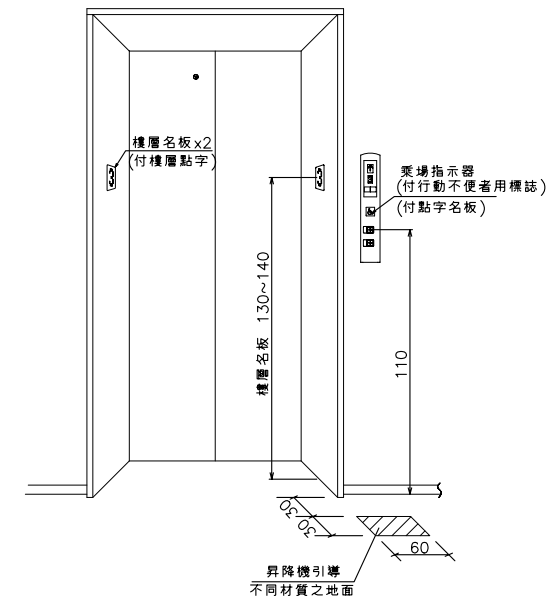 樓層名板x2
(付樓層點字)
乘場指示器
(付行動不便者用標誌)
(付點字名板)
樓層名板 130~140
110
30
30
60
昇降機引導
不同材質之地面